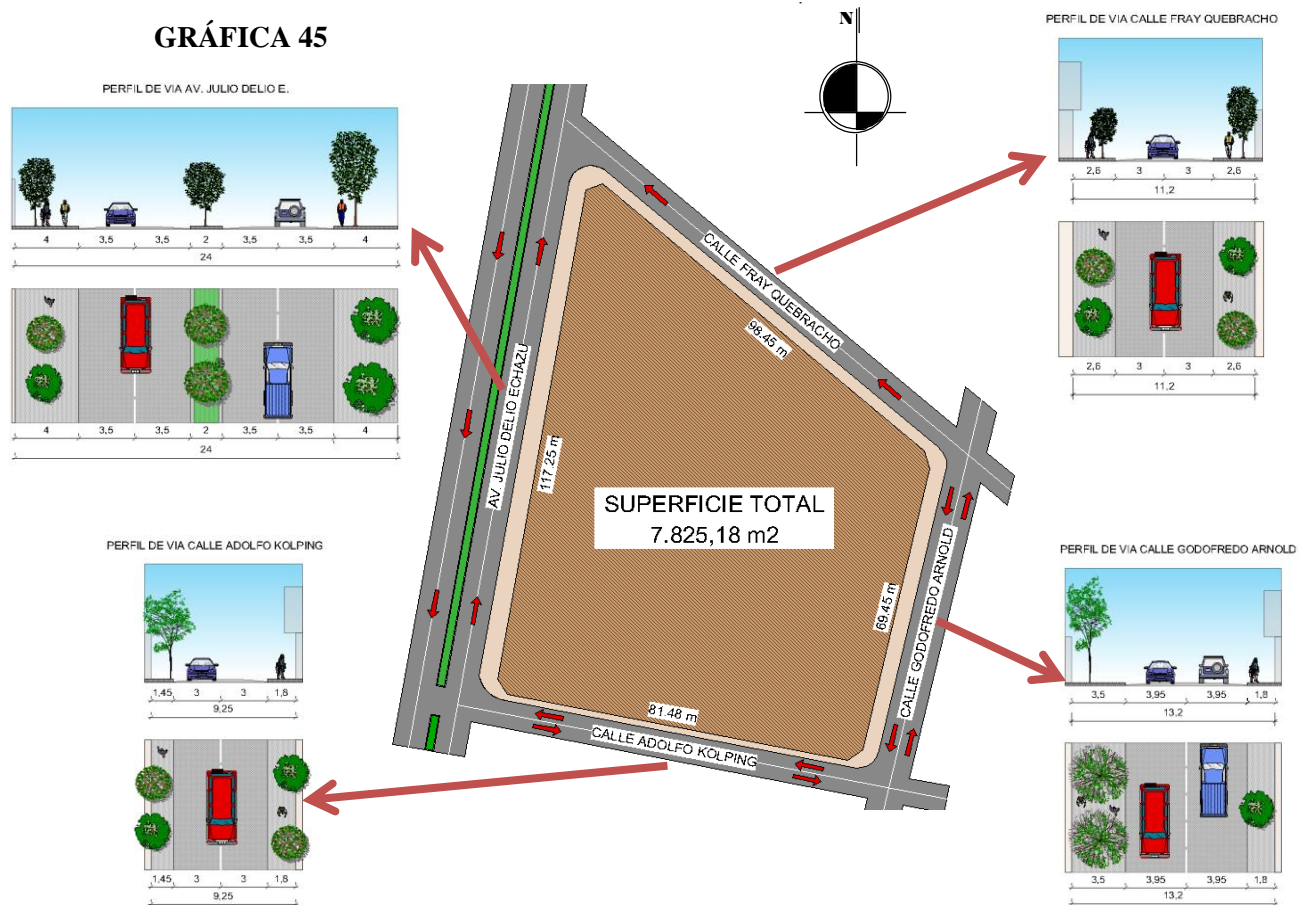 GRÁFICA 45
N
PERFIL DE VIA CALLE FRAY QUEBRACHO
2,6 3 3 2,6
11,2
2,6 3 3 2,6
11,2
PERFIL DE VIA AV. JULIO DELIO E.
4 3,5 3,5 2 3,5 3,5 4
24
4 3,5 3,5 2 3,5 3,5 4
24
CALLE FRAY QUEBRACHO
98.45 m
AV. JULIO DELIO ECHAZU
117.25 m
SUPERFICIE TOTAL
7.825,18 m2
69.45 m
CALLE GODOFREDO ARNOLD
81.48 m
CALLE ADOLFO KOLPING
PERFIL DE VIA CALLE ADOLFO KOLPING
1,45 3 3 1,8
9,25
1,45 3 3 1,8
9,25
PERFIL DE VIA CALLE GODOFREDO ARNOLD
3,5 3,95 3,95 1,8
13,2
3,5 3,95 3,95 1,8
13,2